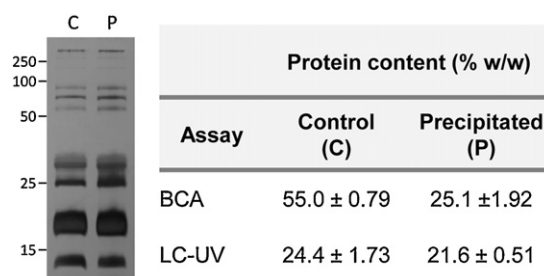 C P
250
100
50
25
15
Protein content (% w/w)
Assay Control (C) Precipitated (P)
BCA 55.0 ± 0.79 25.1 ±1.92
LC-UV 24.4 ± 1.73 21.6 ± 0.51